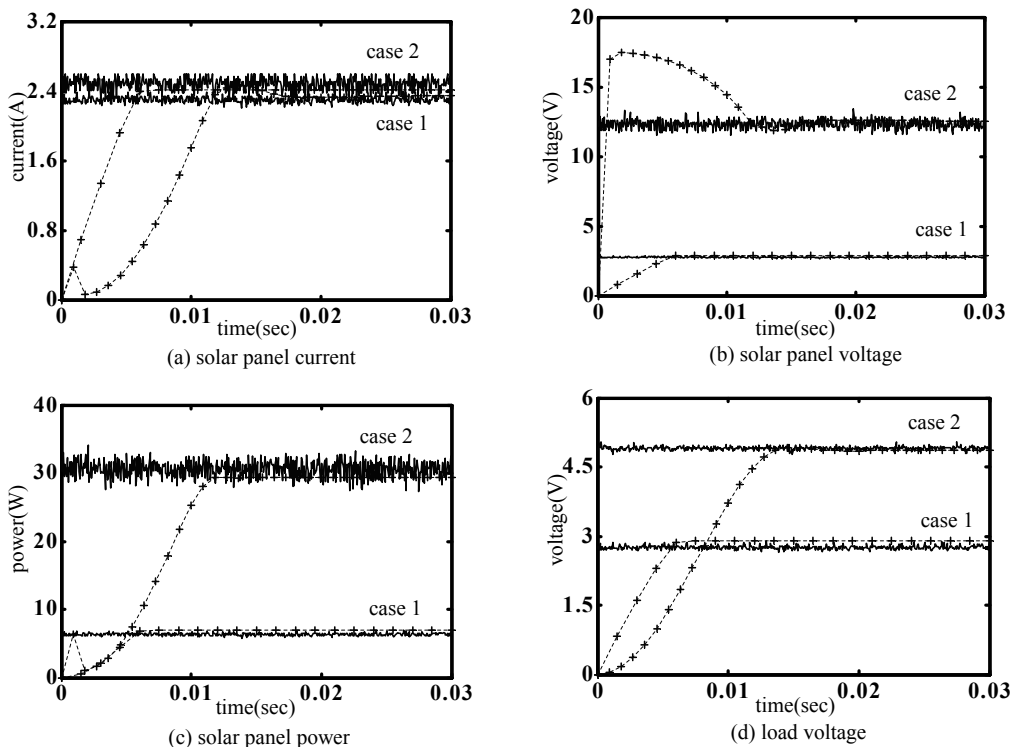 3.2
2.4
1.6
0.8
0
current(A)
case 2
case 1
0 0.01 0.02 0.03
time(sec)
(a) solar panel current
20
15
10
5
0
voltage(V)
case 2
case 1
0 0.01 0.02 0.03
time(sec)
(b) solar panel voltage
40
30
20
10
0
power(W)
case 2
case 1
0 0.01 0.02 0.03
time(sec)
(c) solar panel power
6
4.5
3
1.5
0
voltage(V)
case 2
case 1
0 0.01 0.02 0.03
time(sec)
(d) load voltage